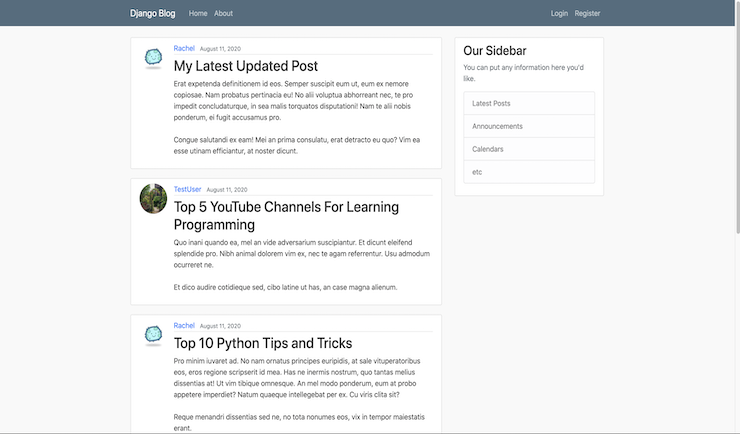 Django Blog Home About Login Register
Rachel August 11, 2020
My Latest Updated Post
Erat expetenda definitionem id eos. Semper suscipit eum ut, eum ex nemore
copiosae. Nam probatus pertinacia eu! No alii voluptua abhorreant nec, te pro
impedit concludaturque, in sea malis torquatos disputationi! Nam te alii nobis
ponderum, ei fugit accusamus pro.
Congue salutandi ex eam! Mei an prima consulatu, erat detracto eu quo? Vim ea
esse utinam efficiantur, at noster dicunt.
TestUser August 11, 2020
Top 5 YouTube Channels For Learning
Programming
Quo inani quando ea, mel an vide adversarium suscipiantur. Et dicunt eleifend
splendide pro. Nibh animal dolorem vim ex, nec te agam referrentur. Usu admodum
ocurreret ne.
Et dico audire cotidieque sed, cibo latine ut has, an case magna alienum.
Rachel August 11, 2020
Top 10 Python Tips and Tricks
Pro minim iuvaret ad. No nam ornatus principes euripidis, at sale vituperatoribus
eos, eros regione scripserit id mea. Has ne inermis nostrum, quo tantas melius
dissentias at! Ut vim tibique omnesque. An mel modo ponderum, eum at probo
appetere imperdiet? Natum quaeque intellegebat per ex. Cu viris clita sit?
Reque menandri dissentias sed ne, no tota nonumes eos, vix in tempor maiestatis
erant.
Our Sidebar
You can put any information here you'd
like.
Latest Posts
Announcements
Calendars
etc